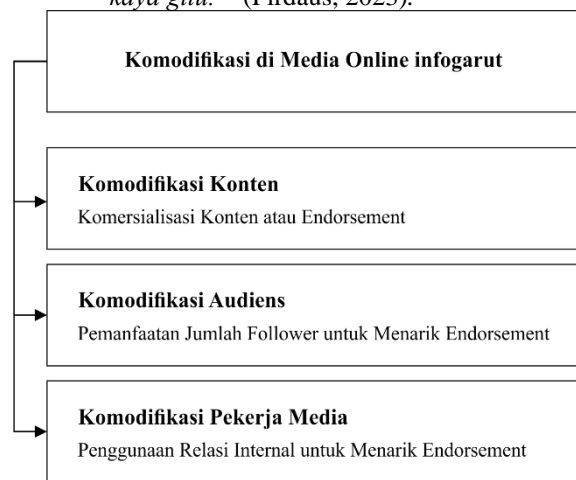 kaya gitu." (Firdaus, 2023).
Komodifikasi di Media Online infogarut
Komodifikasi Konten
Komersialisasi Konten atau Endorsement
Komodifikasi Audiens
Pemanfaatan Jumlah Follower untuk Menarik Endorsement
Komodifikasi Pekerja Media
Penggunaan Relasi Internal untuk Menarik Endorsement